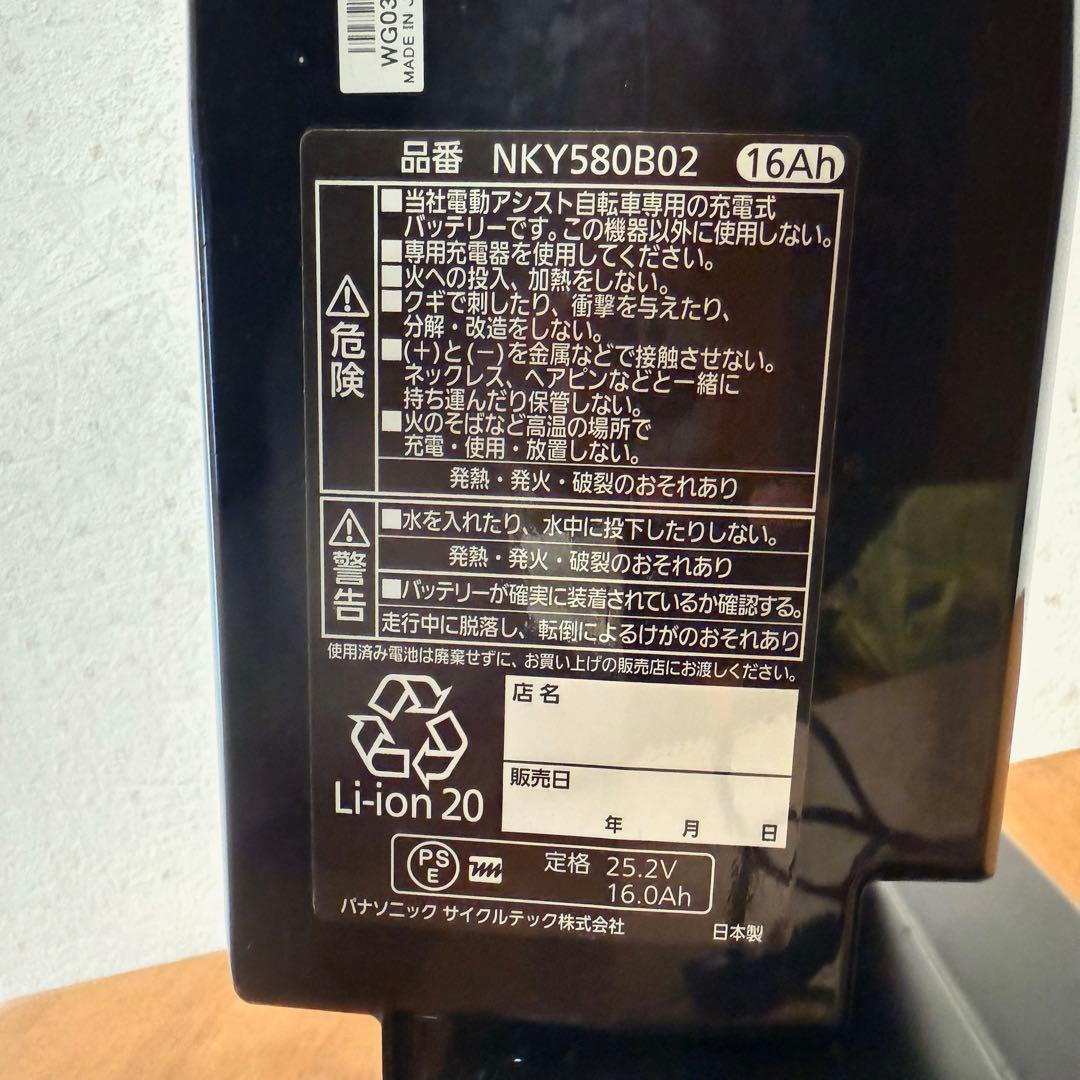 WG03
MADE IN J
品番 NKY580B02 16Ah
危険
■当社電動アシスト自転車専用の充電式
バッテリーです。この機器以外に使用しない。
■専用充電器を使用してください。
■火への投入、加熱をしない。
■クギで刺したり、衝撃を与えたり、
分解・改造をしない。
■(+)と(−)を金属などで接触させない。
ネックレス、ヘアピンなどと一緒に
持ち運んだり保管しない。
■火のそばなど高温の場所で
充電・使用・放置しない。
発熱・発火・破裂のおそれあり
警告
■水を入れたり、水中に投下したりしない。
発熱・発火・破裂のおそれあり
■バッテリーが確実に装着されているか確認する。
走行中に脱落し、転倒によるけがのおそれあり
使用済み電池は廃棄せずに、お買い上げの販売店にお渡しください。
Li-ion 20
店名
販売日
年 月 日
PS
E
定格 25.2V
16.0Ah
パナソニック サイクルテック株式会社
日本製